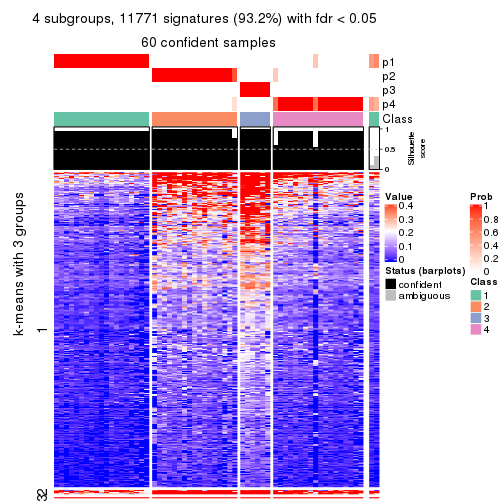 4 subgroups, 11771 signatures (93.2%) with fdr < 0.05
60 confident samples
p1
p2
p3
p4
Class
1
0.5
0
Silhouette
score
k-means with 3 groups
1
2
3
Value
0.4
0.3
0.2
0.1
0
Status (barplots)
confident
ambiguous
Prob
1
0.8
0.6
0.4
0.2
0
Class
1
2
3
4